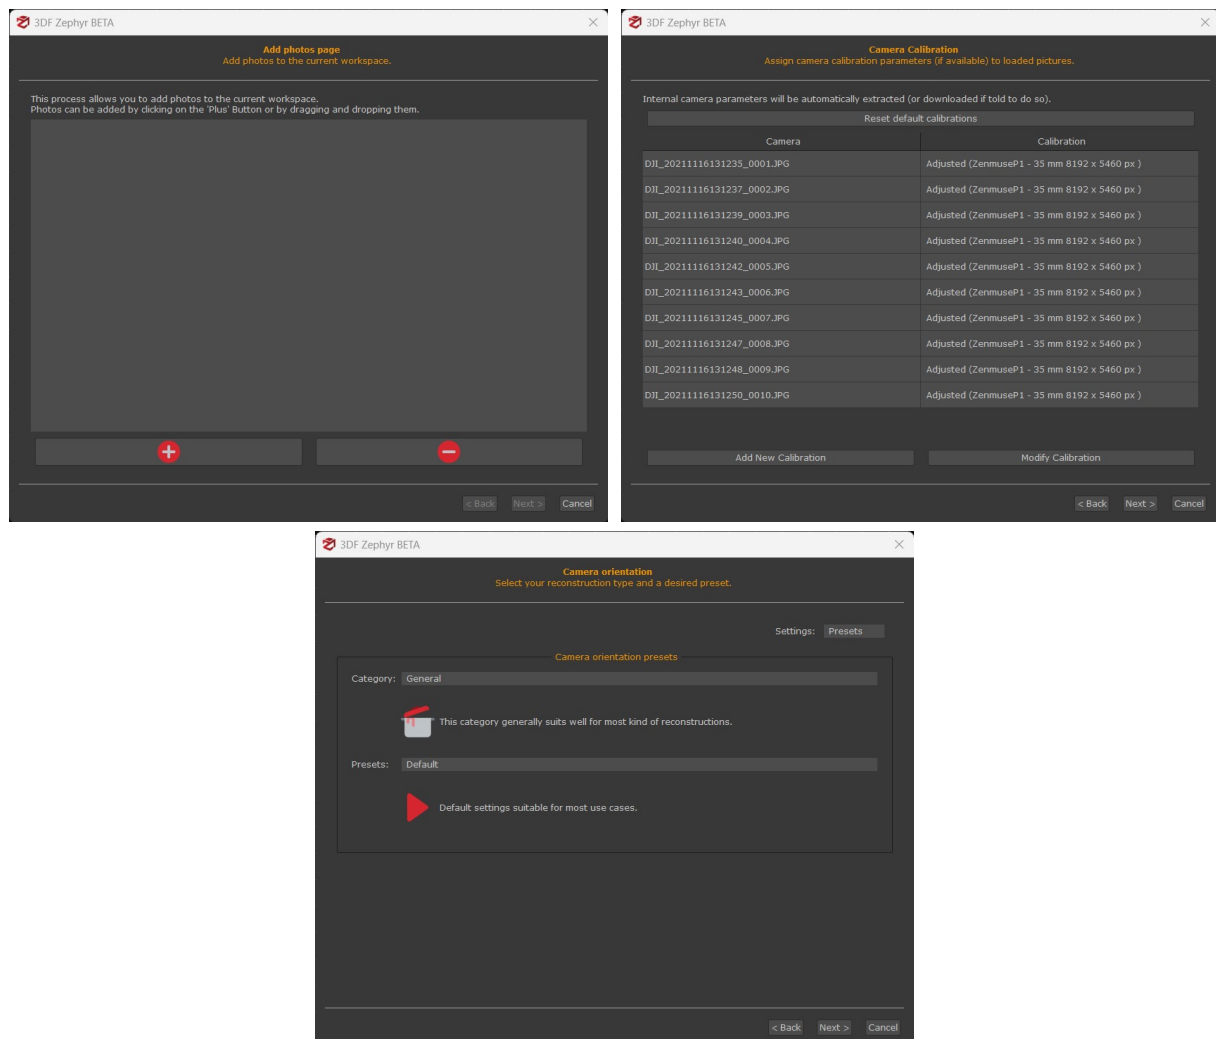 3DF Zephyr BETA
Add photos page
Add photos to the current workspace.
This process allows you to add photos to the current workspace.
Photos can be added by clicking on the 'Plus' Button or by dragging and dropping them.
< Back Next > Cancel
3DF Zephyr BETA
Camera Calibration
Assign camera calibration parameters (if available) to loaded pictures.
Internal camera parameters will be automatically extracted (or downloaded if told to do so).
Reset default calibrations
Camera Calibration
DJI_20211116131235_0001.JPG Adjusted (ZenmuseP1 - 35 mm 8192 x 5460 px )
DJI_20211116131237_0002.JPG Adjusted (ZenmuseP1 - 35 mm 8192 x 5460 px )
DJI_20211116131239_0003.JPG Adjusted (ZenmuseP1 - 35 mm 8192 x 5460 px )
DJI_20211116131240_0004.JPG Adjusted (ZenmuseP1 - 35 mm 8192 x 5460 px )
DJI_20211116131242_0005.JPG Adjusted (ZenmuseP1 - 35 mm 8192 x 5460 px )
DJI_20211116131243_0006.JPG Adjusted (ZenmuseP1 - 35 mm 8192 x 5460 px )
DJI_20211116131245_0007.JPG Adjusted (ZenmuseP1 - 35 mm 8192 x 5460 px )
DJI_20211116131247_0008.JPG Adjusted (ZenmuseP1 - 35 mm 8192 x 5460 px )
DJI_20211116131248_0009.JPG Adjusted (ZenmuseP1 - 35 mm 8192 x 5460 px )
DJI_20211116131250_0010.JPG Adjusted (ZenmuseP1 - 35 mm 8192 x 5460 px )
Add New Calibration Modify Calibration
< Back Next > Cancel
3DF Zephyr BETA
Camera orientation
Select your reconstruction type and a desired preset.
Settings: Presets
Camera orientation presets
Category: General
This category generally suits well for most kind of reconstructions.
Presets: Default
Default settings suitable for most use cases.
< Back Next > Cancel